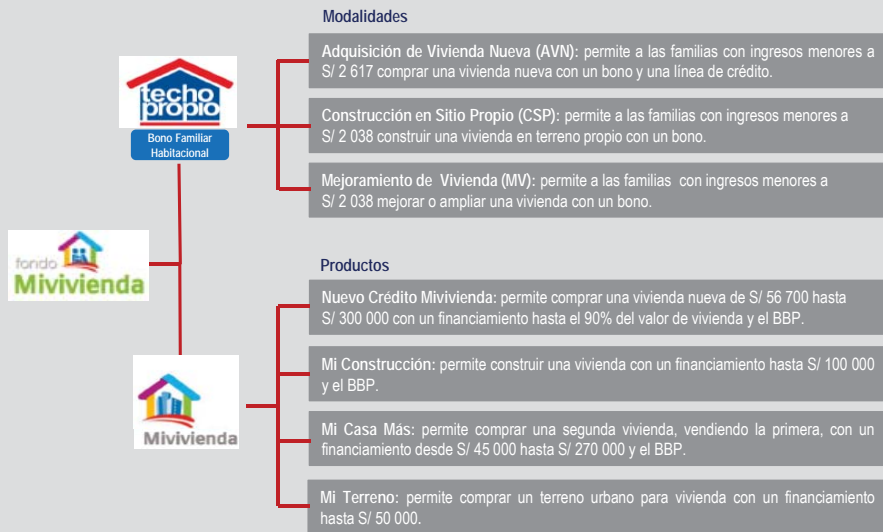 Modalidades
Adquisición de Vivienda Nueva (AVN): permite a las familias con ingresos menores a
S/ 2 617 comprar una vivienda nueva con un bono y una línea de crédito.
techo
propio
Bono Familiar
Habitacional
Construcción en Sitio Propio (CSP): permite a las familias con ingresos menores a
S/ 2 038 construir una vivienda en terreno propio con un bono.
Mejoramiento de Vivienda (MV): permite a las familias con ingresos menores a
S/ 2 038 mejorar o ampliar una vivienda con un bono.
fondo
Mivivienda
Productos
Nuevo Crédito Mivivienda: permite comprar una vivienda nueva de S/ 56 700 hasta
S/ 300 000 con un financiamiento hasta el 90% del valor de vivienda y el BBP.
Mi Construcción: permite construir una vivienda con un financiamiento hasta S/ 100 000
y el BBP.
Mivivienda
Mi Casa Más: permite comprar una segunda vivienda, vendiendo la primera, con un
financiamiento desde S/ 45 000 hasta S/ 270 000 y el BBP.
Mi Terreno: permite comprar un terreno urbano para vivienda con un financiamiento
hasta S/ 50 000.